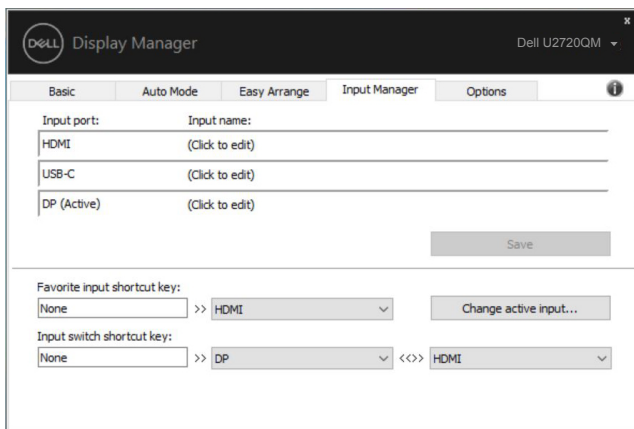 x
DELL Display Manager Dell U2720QM
Basic Auto Mode Easy Arrange Input Manager Options i
Input port: Input name:
HDMI (Click to edit)
USB-C (Click to edit)
DP (Active) (Click to edit)
Save
Favorite input shortcut key:
None >> HDMI Change active input...
Input switch shortcut key:
None >> DP <<>> HDMI